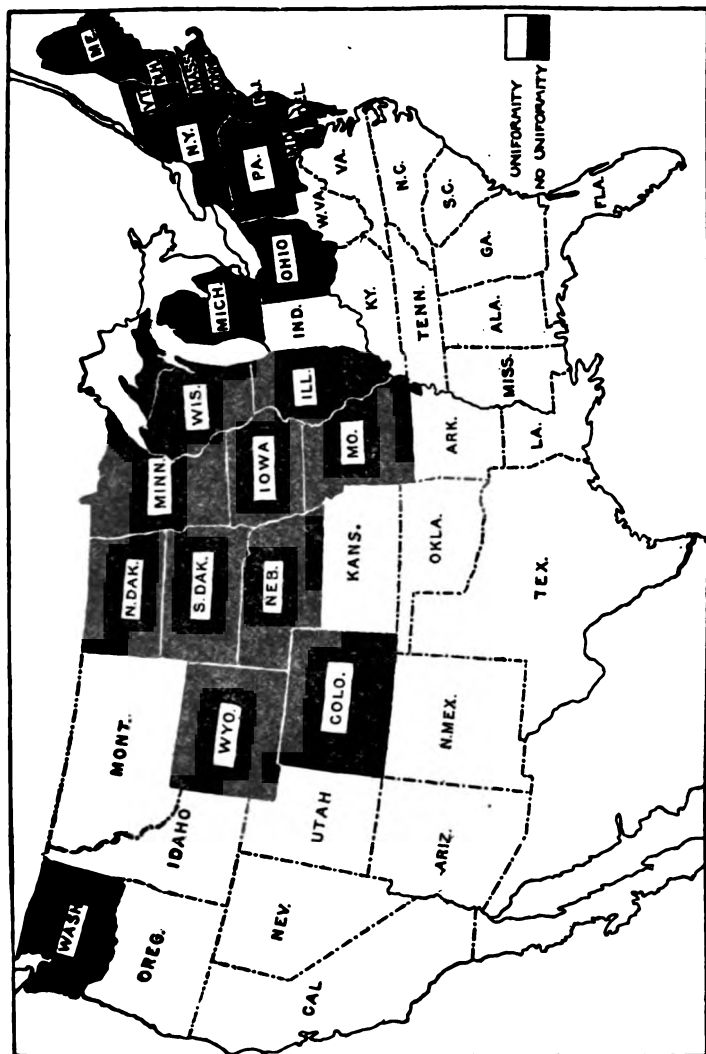 WASH
OREG.
CAL
NEV.
IDAHO
MONT.
WYO.
UTAH
ARIZ.
COLO.
N.MEX.
N.DAK.
S.DAK.
NEB.
KANS.
OKLA.
TEX.
MINN.
IOWA
MO.
ARK.
LA.
WIS.
ILL.
MICH.
IND.
OHIO
KY.
TENN.
MISS.
ALA.
GA.
FLA.
S.C.
N.C.
VA.
W.VA.
PA.
N.Y.
VT.
N.H.
ME.
MASS
N.J.
UNIFORMITY
NO UNIFORMITY